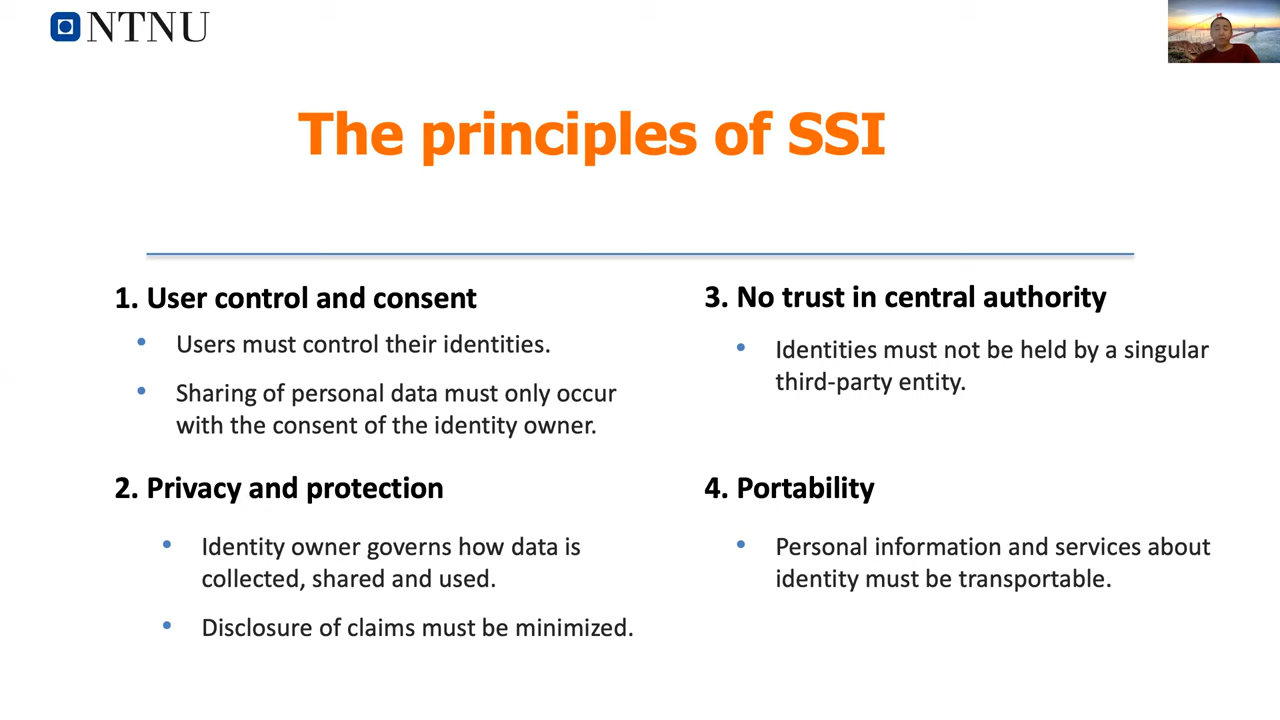 NTNU
The principles of SSI
1. User control and consent
• Users must control their identities.
• Sharing of personal data must only occur
with the consent of the identity owner.
2. Privacy and protection
• Identity owner governs how data is
collected, shared and used.
• Disclosure of claims must be minimized.
3. No trust in central authority
• Identities must not be held by a singular
third-party entity.
4. Portability
• Personal information and services about
identity must be transportable.